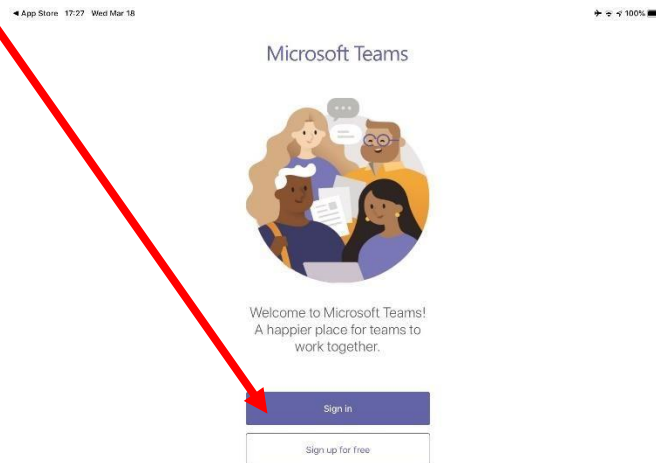 ◀ App Store 17:27 Wed Mar 18 100%
Microsoft Teams
Welcome to Microsoft Teams!
A happier place for teams to
work together.
Sign in
Sign up for free